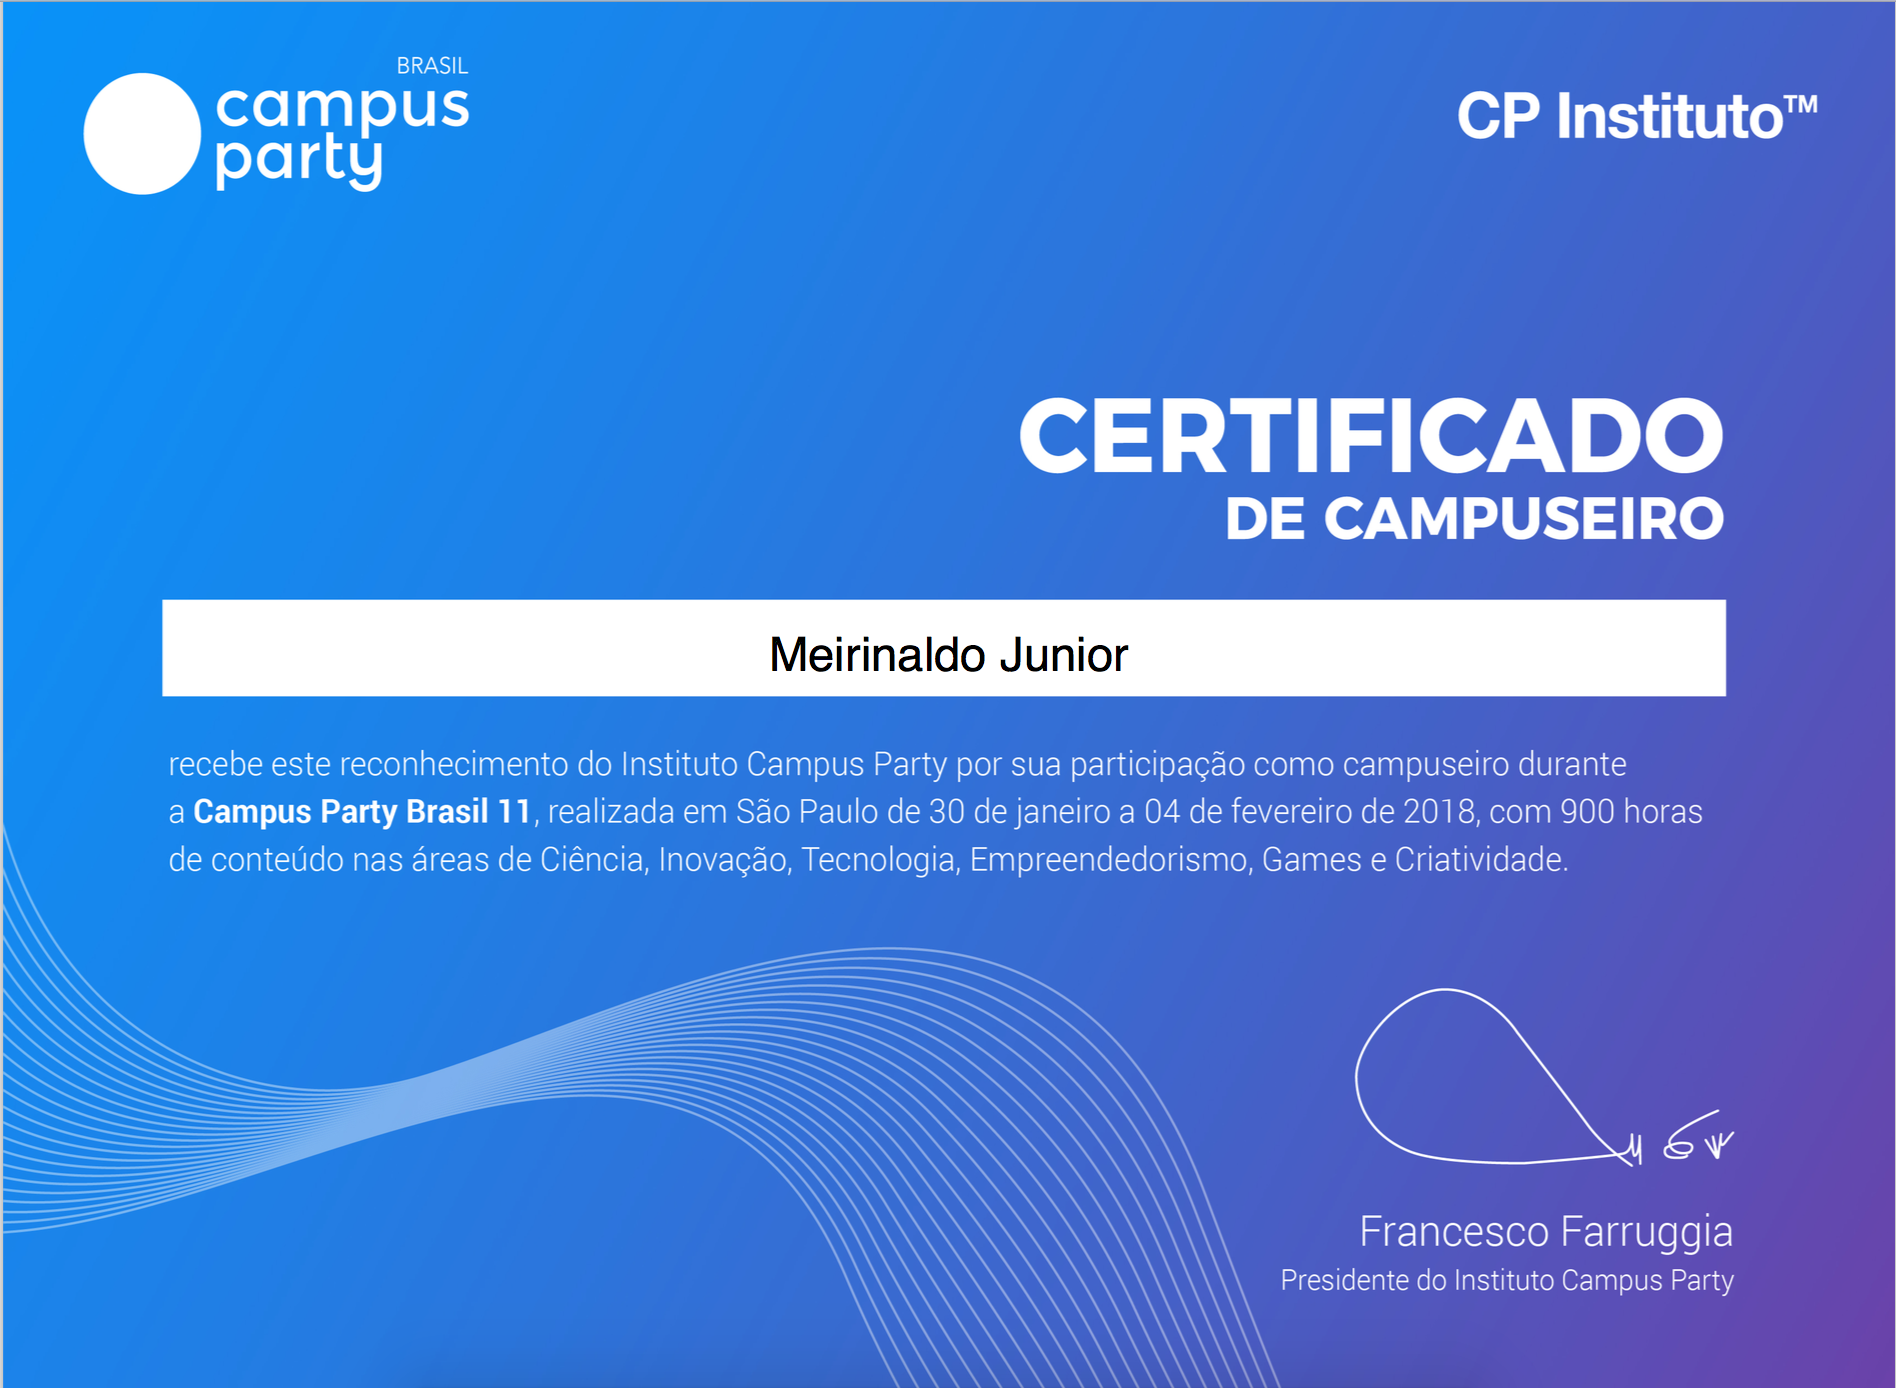 BRASIL
campus
party
CP Instituto™
CERTIFICADO
DE CAMPUSEIRO
Meirinaldo Junior
recebe este reconhecimento do Instituto Campus Party por sua participação como campuseiro durante
a Campus Party Brasil 11, realizada em São Paulo de 30 de janeiro a 04 de fevereiro de 2018, com 900 horas
de conteúdo nas áreas de Ciência, Inovação, Tecnologia, Empreendedorismo, Games e Criatividade.
Francesco Farruggia
Presidente do Instituto Campus Party